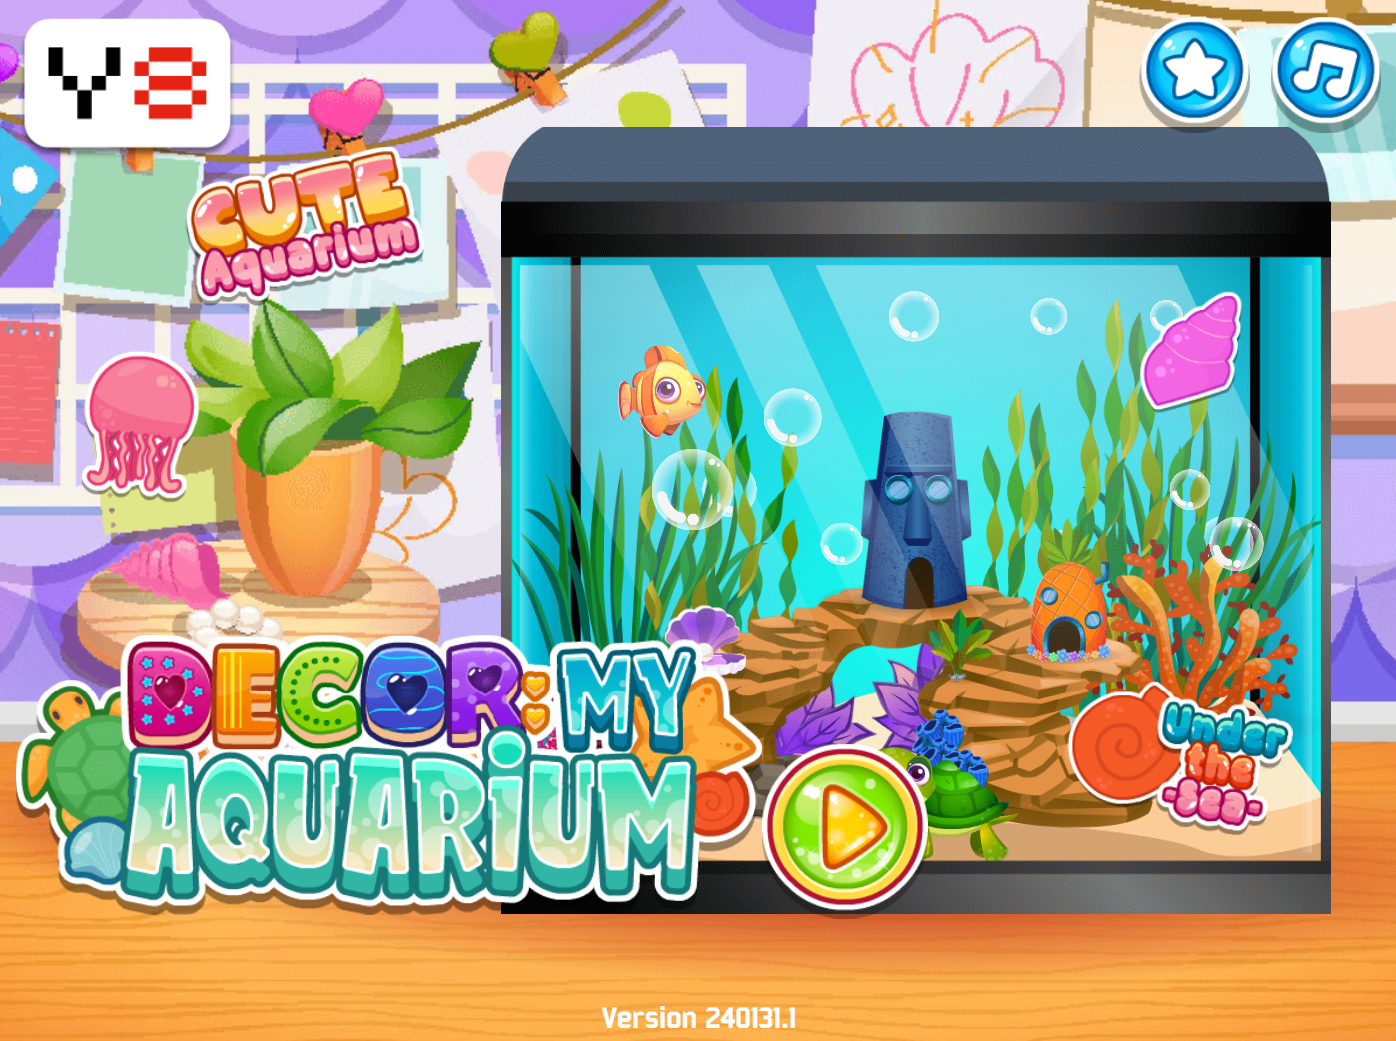 Y8
CUTE
Aquarium
DECOR: MY
AQUARIUM
Under
the
-sea-
Version 240131.1